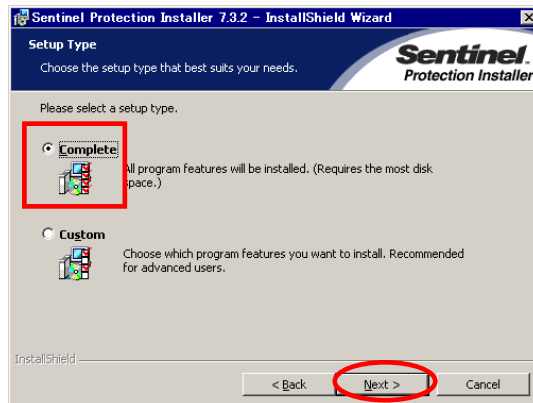 Sentinel Protection Installer 7.3.2 - InstallShield Wizard
Setup Type
Choose the setup type that best suits your needs.
Sentinel.
Protection Installer
Please select a setup type.
Complete
All program features will be installed. (Requires the most disk
space.)
Custom
Choose which program features you want to install. Recommended
for advanced users.
InstallShield
< Back
Next >
Cancel